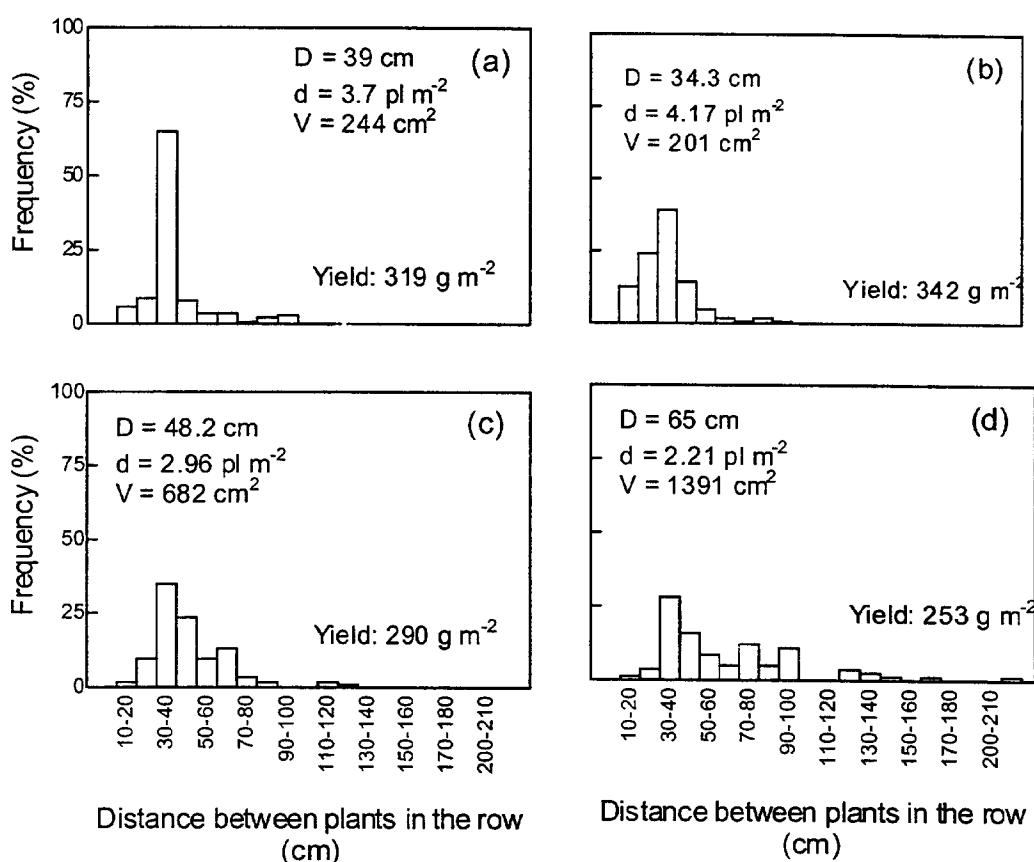 Frequency (%)
100
75
50
25
0
(a)
D = 39 cm
d = 3.7 pl m⁻²
V = 244 cm²
Yield: 319 g m⁻²
(b)
D = 34.3 cm
d = 4.17 pl m⁻²
V = 201 cm²
Yield: 342 g m⁻²
Frequency (%)
100
75
50
25
0
(c)
D = 48.2 cm
d = 2.96 pl m⁻²
V = 682 cm²
Yield: 290 g m⁻²
10-20
30-40
50-60
70-80
90-100
110-120
130-140
150-160
170-180
200-210
Distance between plants in the row
(cm)
(d)
D = 65 cm
d = 2.21 pl m⁻²
V = 1391 cm²
Yield: 253 g m⁻²
10-20
30-40
50-60
70-80
90-100
110-120
130-140
150-160
170-180
200-210
Distance between plants in the row
(cm)